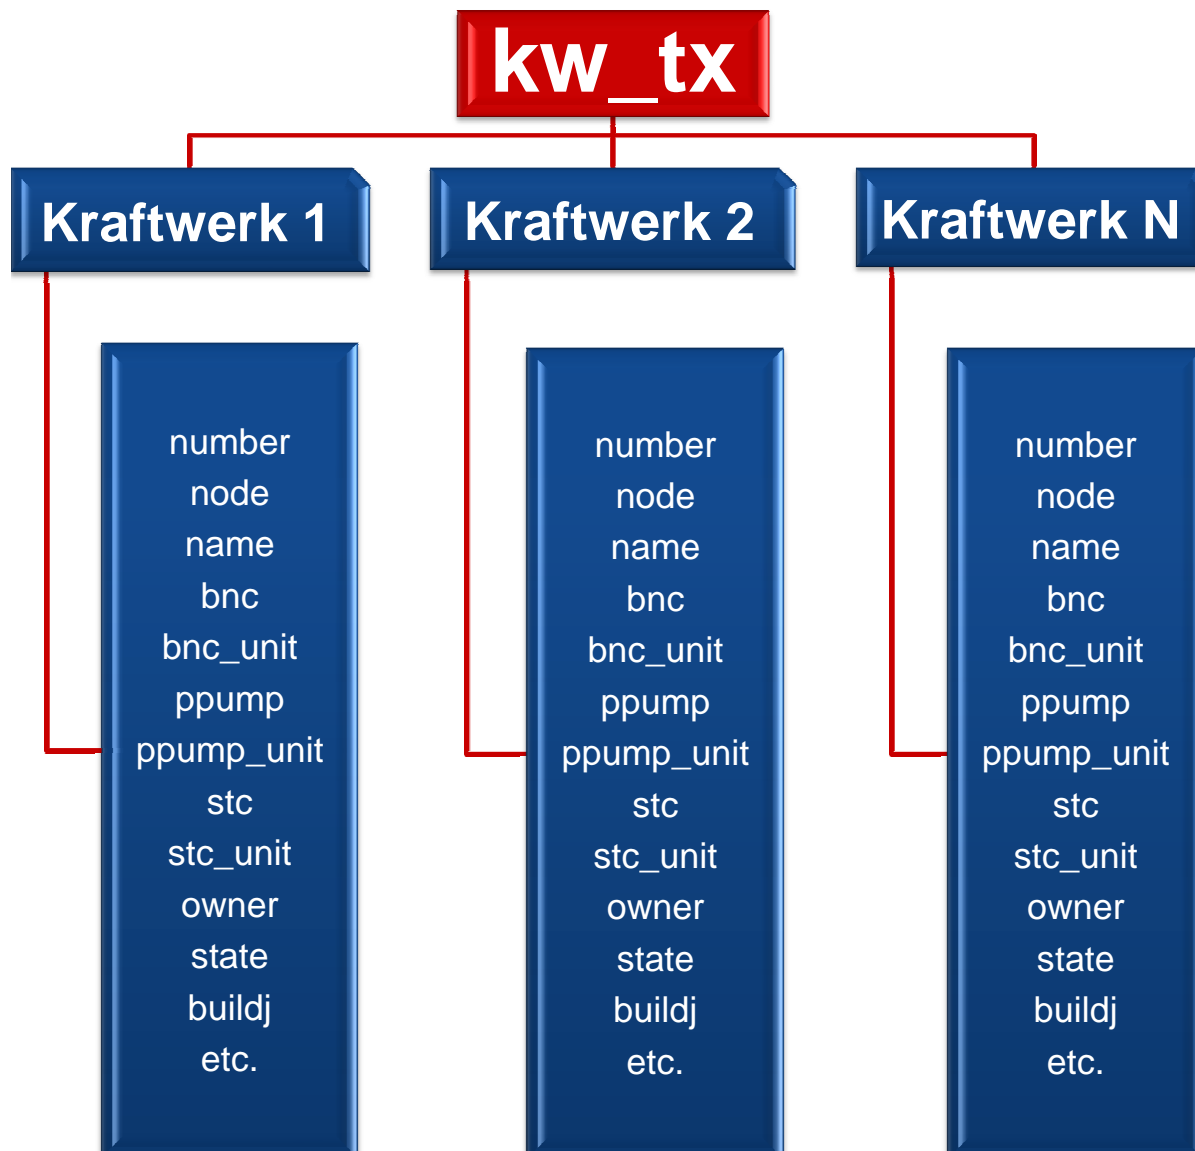 kw_tx
Kraftwerk 1
Kraftwerk 2
Kraftwerk N
number
node
name
bnc
bnc_unit
ppump
ppump_unit
stc
stc_unit
owner
state
buildj
etc.
number
node
name
bnc
bnc_unit
ppump
ppump_unit
stc
stc_unit
owner
state
buildj
etc.
number
node
name
bnc
bnc_unit
ppump
ppump_unit
stc
stc_unit
owner
state
buildj
etc.